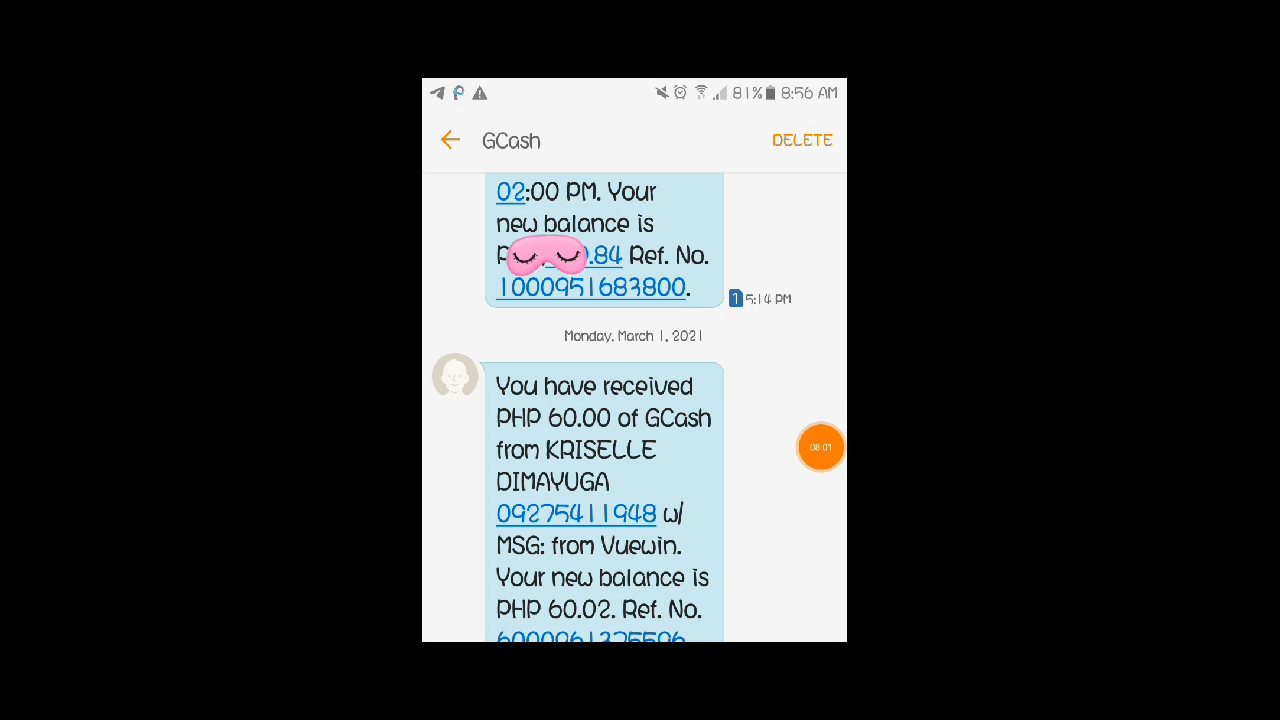 81% 8:56 AM
GCash DELETE
02:00 PM. Your
new balance is
.84 Ref. No.
1000951683800.
1 5:14 PM
Monday, March 1, 2021
You have received
PHP 60.00 of GCash
from KRISELLE
DIMAYUGA
09275411948 w/
MSG: from Vuewin.
Your new balance is
PHP 60.02. Ref. No.
08:01